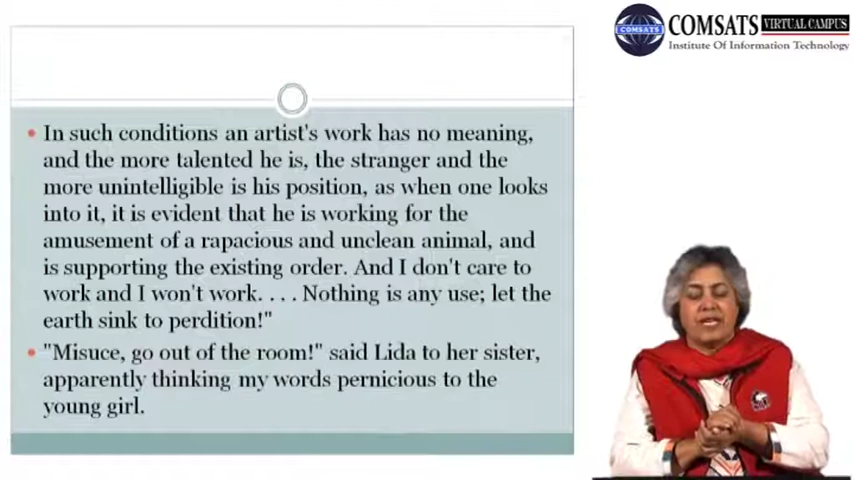 COMSATS
COMSATS VIRTUAL CAMPUS
Institute Of Information Technology
• In such conditions an artist's work has no meaning,
and the more talented he is, the stranger and the
more unintelligible is his position, as when one looks
into it, it is evident that he is working for the
amusement of a rapacious and unclean animal, and
is supporting the existing order. And I don't care to
work and I won't work. . . . Nothing is any use; let the
earth sink to perdition!"
• "Misuce, go out of the room!" said Lida to her sister,
apparently thinking my words pernicious to the
young girl.